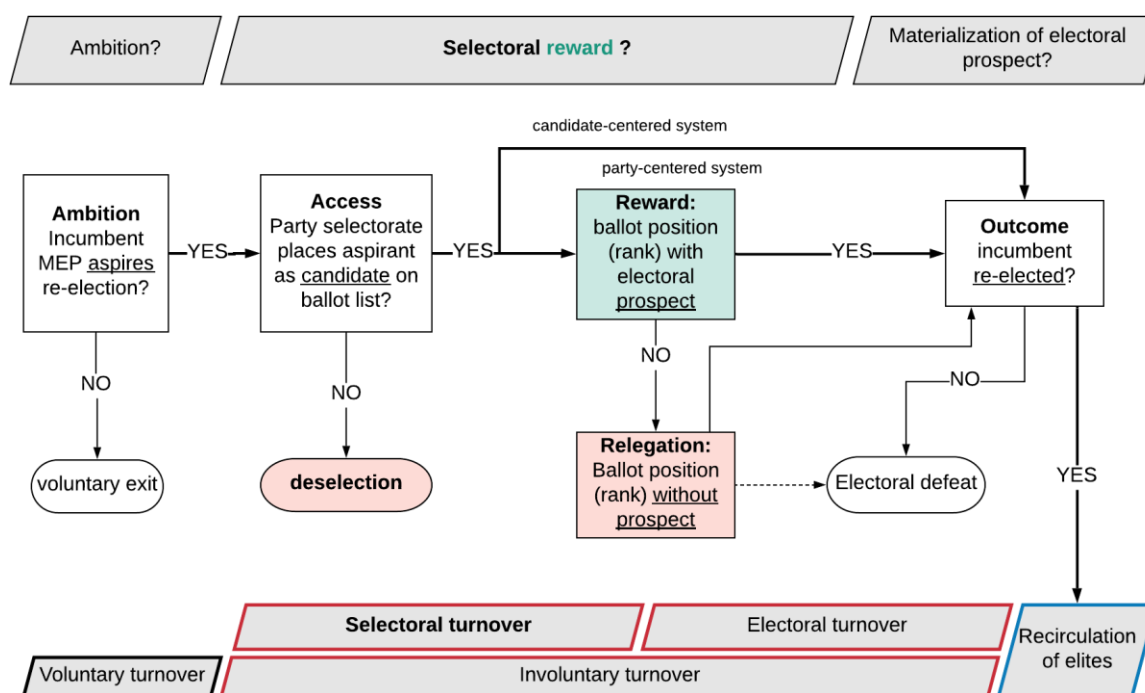 Ambition?
Selectoral reward ?
Materialization of electoral
prospect?
candidate-centered system
party-centered system
Ambition
Incumbent
MEP aspires
re-election?
YES
Access
Party selectorate
places aspirant
as candidate on
ballot list?
YES
Reward:
ballot position
(rank) with
electoral
prospect
YES
Outcome
incumbent
re-elected?
NO
NO
NO
NO
voluntary exit
deselection
Relegation:
Ballot position
(rank) without
prospect
Electoral defeat
YES
Selectoral turnover
Electoral turnover
Recirculation
of elites
Voluntary turnover
Involuntary turnover